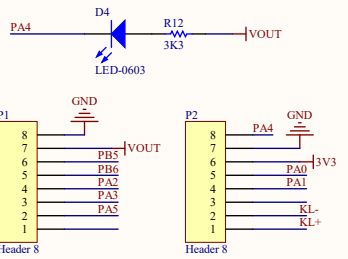 D4
R12
PA4
VOUT
3K3
LED-0603
P1
GND
8
7
VOUT
6
PB5
5
PB6
4
PA2
3
PA3
2
PA5
1
Header 8
P2
GND
8
PA4
7
6
3V3
5
PA0
4
PA1
3
2
KL-
1
KL+
Header 8